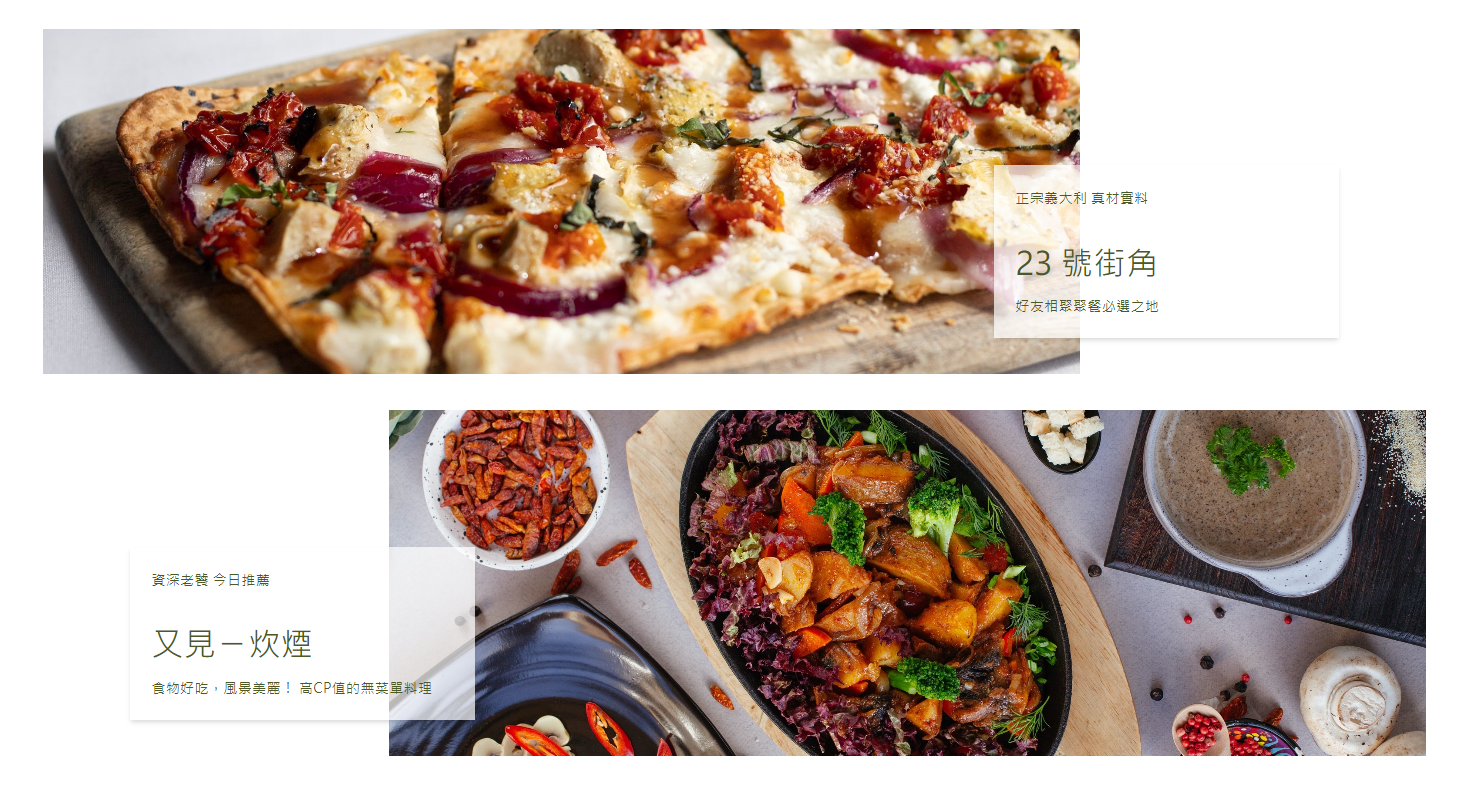 正宗義大利 真材實料
23 號街角
好友相聚聚餐必選之地
資深老饕 今日推薦
又見－炊煙
食物好吃，風景美麗！ 高CP值的無菜單料理